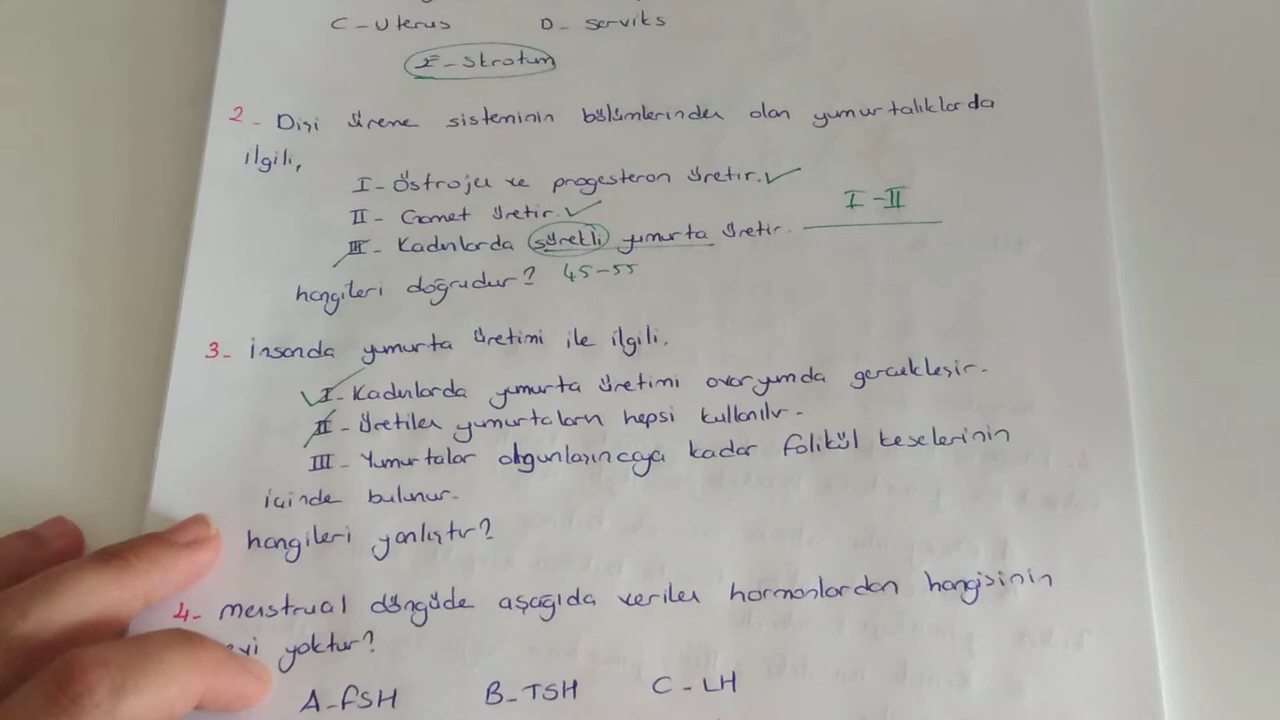 C - Uterus D - serviks
E - skrotum
2 - Dişi üreme sisteminin bölümlerinden olan yumurtalıklarda
ilgili,
I - östrojen ve progesteron üretir. ✓
II - Gamet üretir. ✓
I - II
III - Kadınlarda sürekli yumurta üretir.
hangileri doğrudur? 45-55
3 - İnsanda yumurta üretimi ile ilgili.
I - Kadınlarda yumurta üretimi ovaryumda gerçekleşir.
II - üretilen yumurtaların hepsi kullanılır.
III - Yumurtalar olgunlaşıncaya kadar folikül keselerinin
içinde bulunur.
hangileri yanlıştır?
4 - menstrual döngüde aşağıda verilen hormonlardan hangisinin
yoktur?
A - FSH B - TSH C - LH